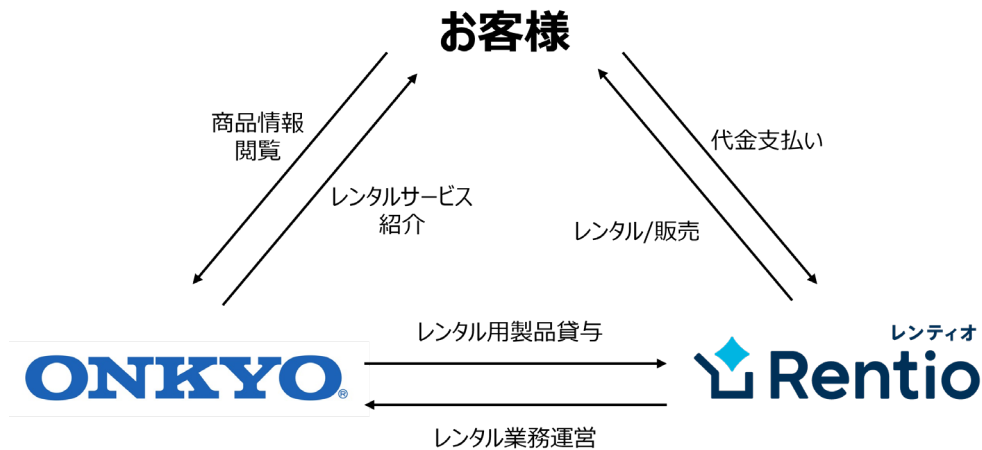 お客様
商品情報
閲覧
代金支払い
レンタルサービス
紹介
レンタル/販売
レンタル用製品貸与
レンティオ
ONKYO®
Rentio
レンタル業務運営